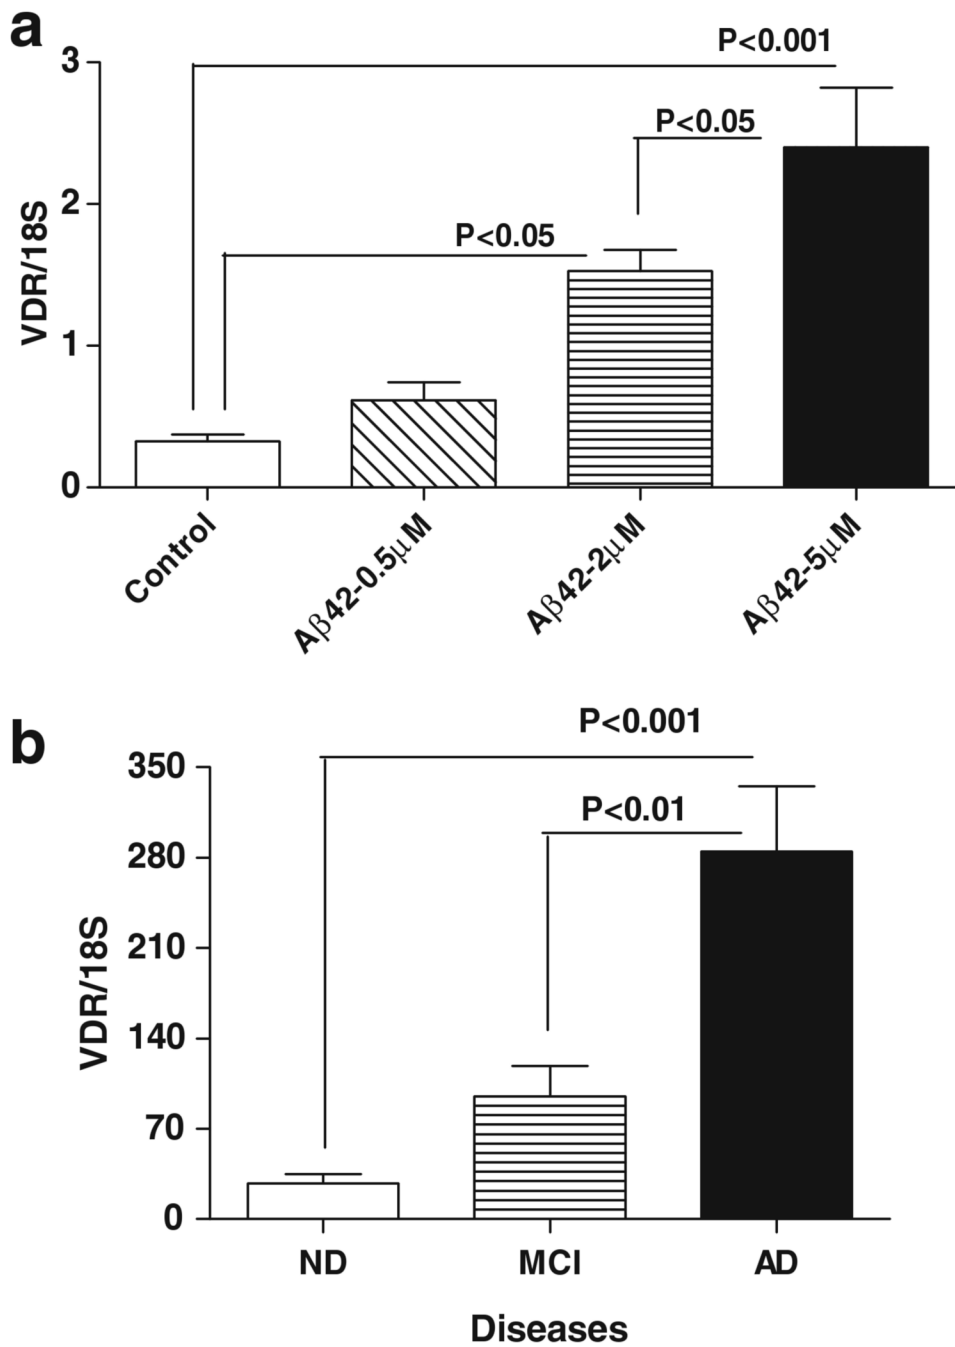 a
P<0.001
3
P<0.05
2
P<0.05
VDR/18S
1
0
Control
Aβ42-0.5μM
Aβ42-2μM
Aβ42-5μM
b
P<0.001
350
P<0.01
280
210
VDR/18S
140
70
0
ND MCI AD
Diseases